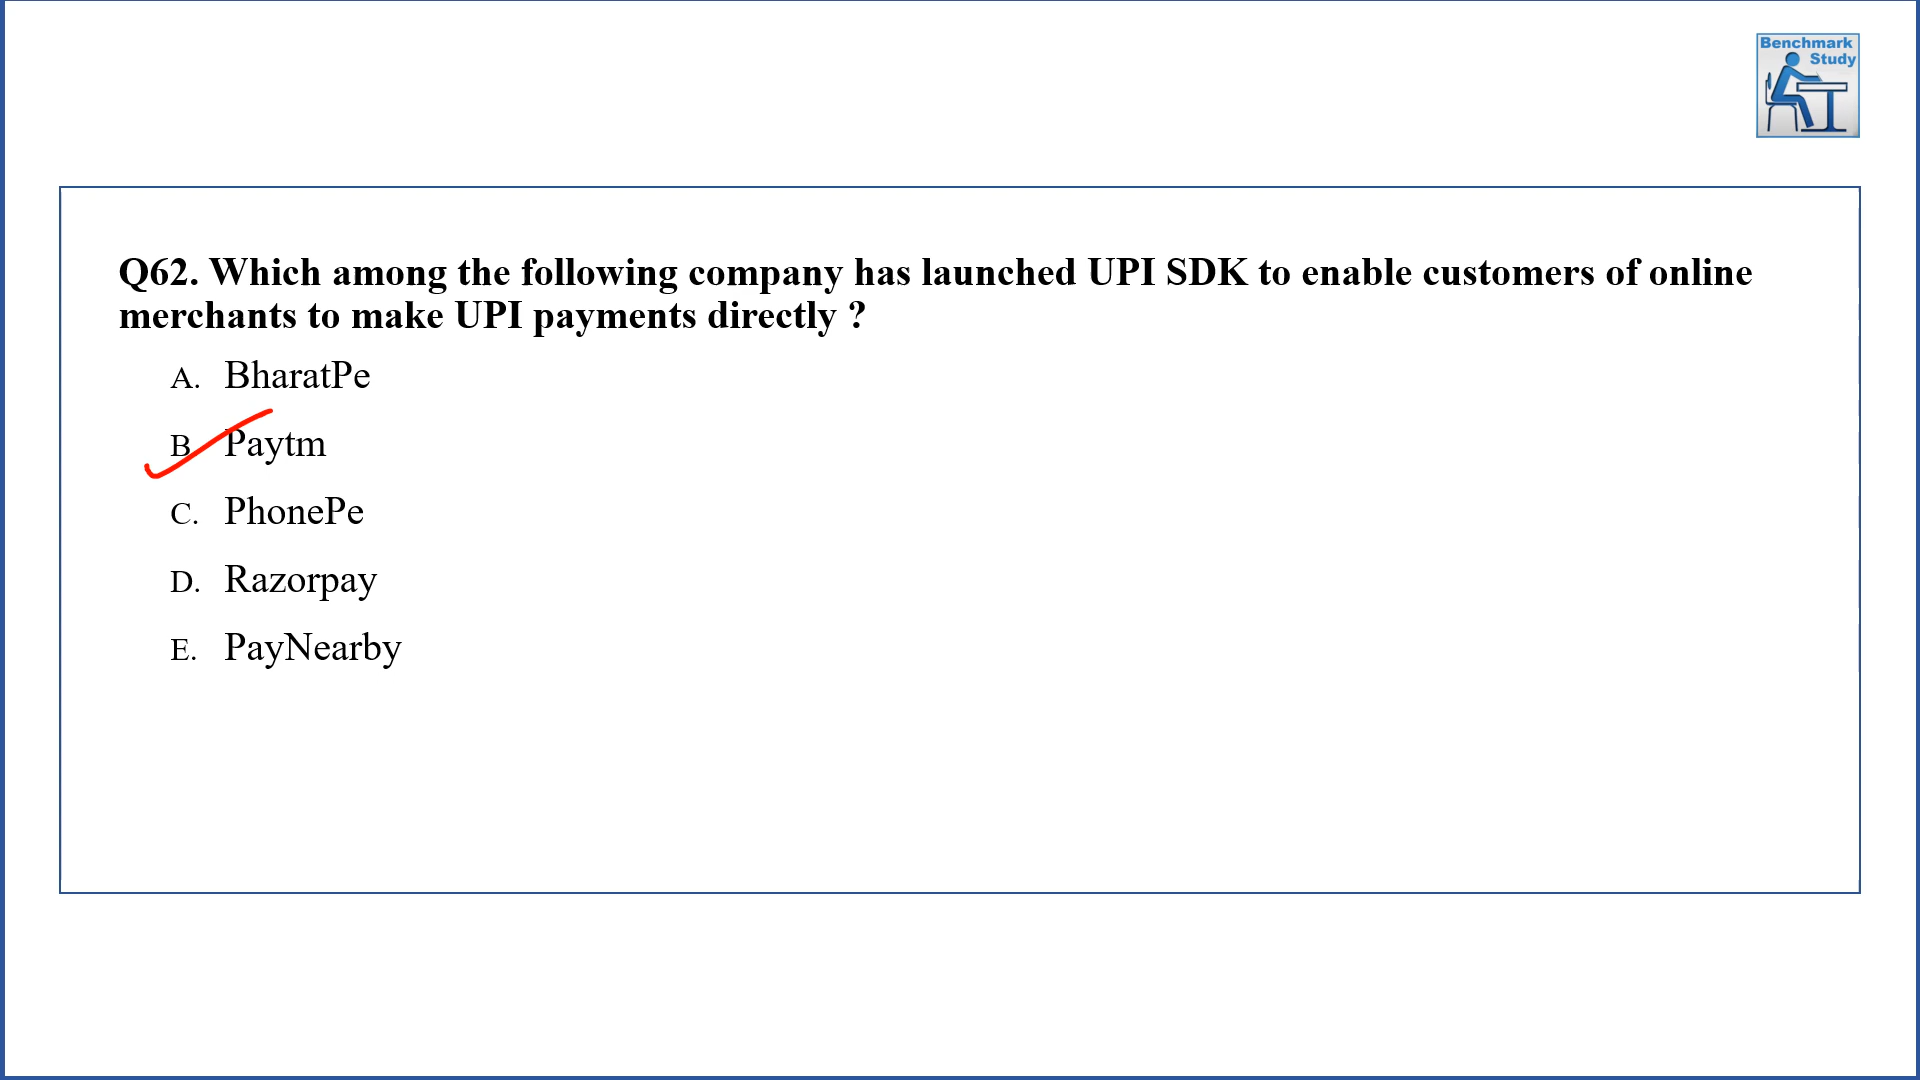 Benchmark
Study
Q62. Which among the following company has launched UPI SDK to enable customers of online
merchants to make UPI payments directly ?
A. BharatPe
B. Paytm
C. PhonePe
D. Razorpay
E. PayNearby